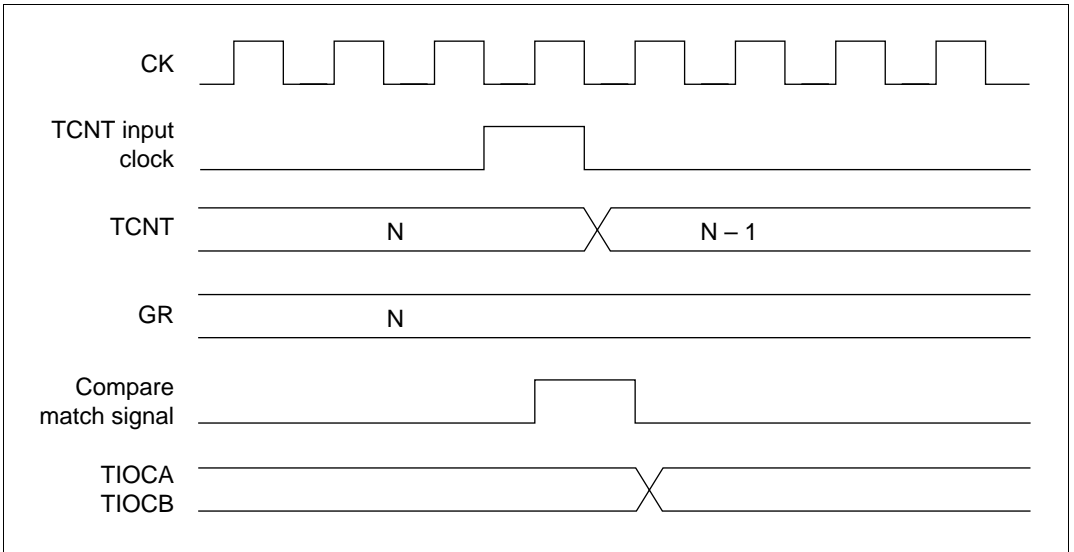 CK
TCNT input
clock
TCNT
N
N – 1
GR
N
Compare
match signal
TIOCA
TIOCB